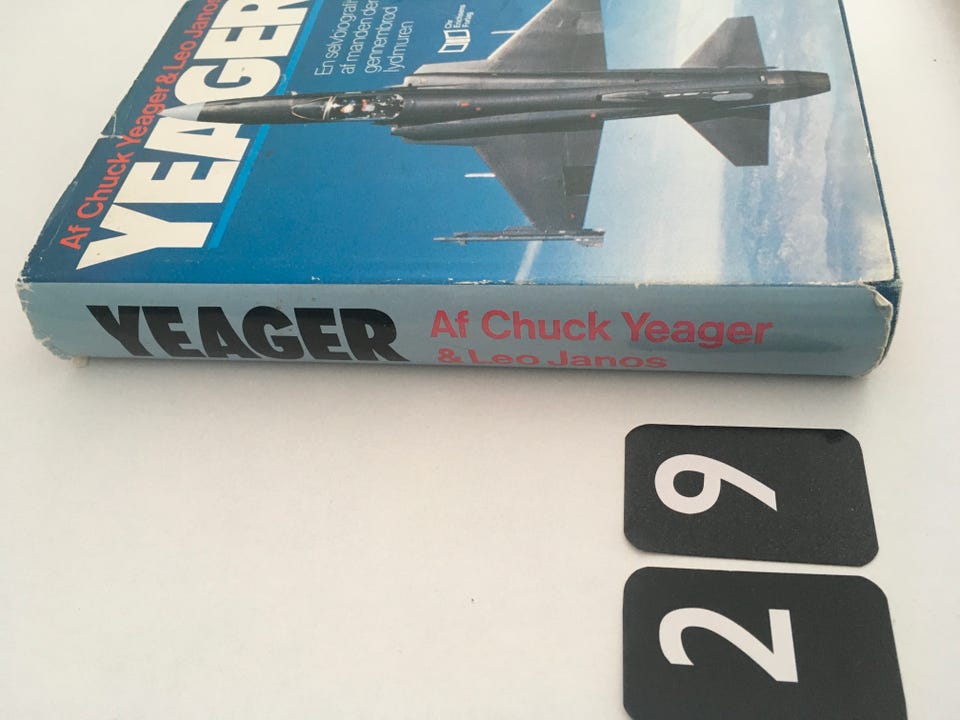 Af Chuck Yeager & Leo Janos
YEAGER
En selvbiografi
af manden der
gennembrød
lydmuren
YEAGER
Af Chuck Yeager
& Leo Janos
9
2